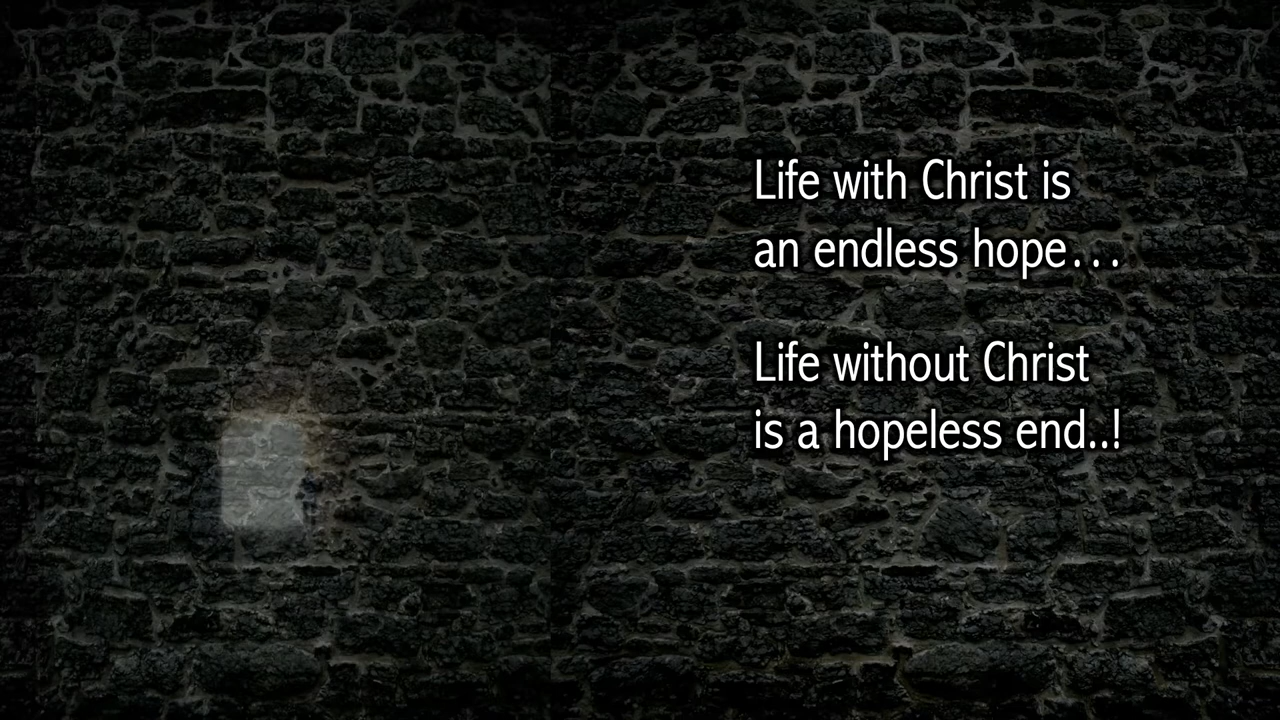 Life with Christ is
an endless hope...
Life without Christ
is a hopeless end..!